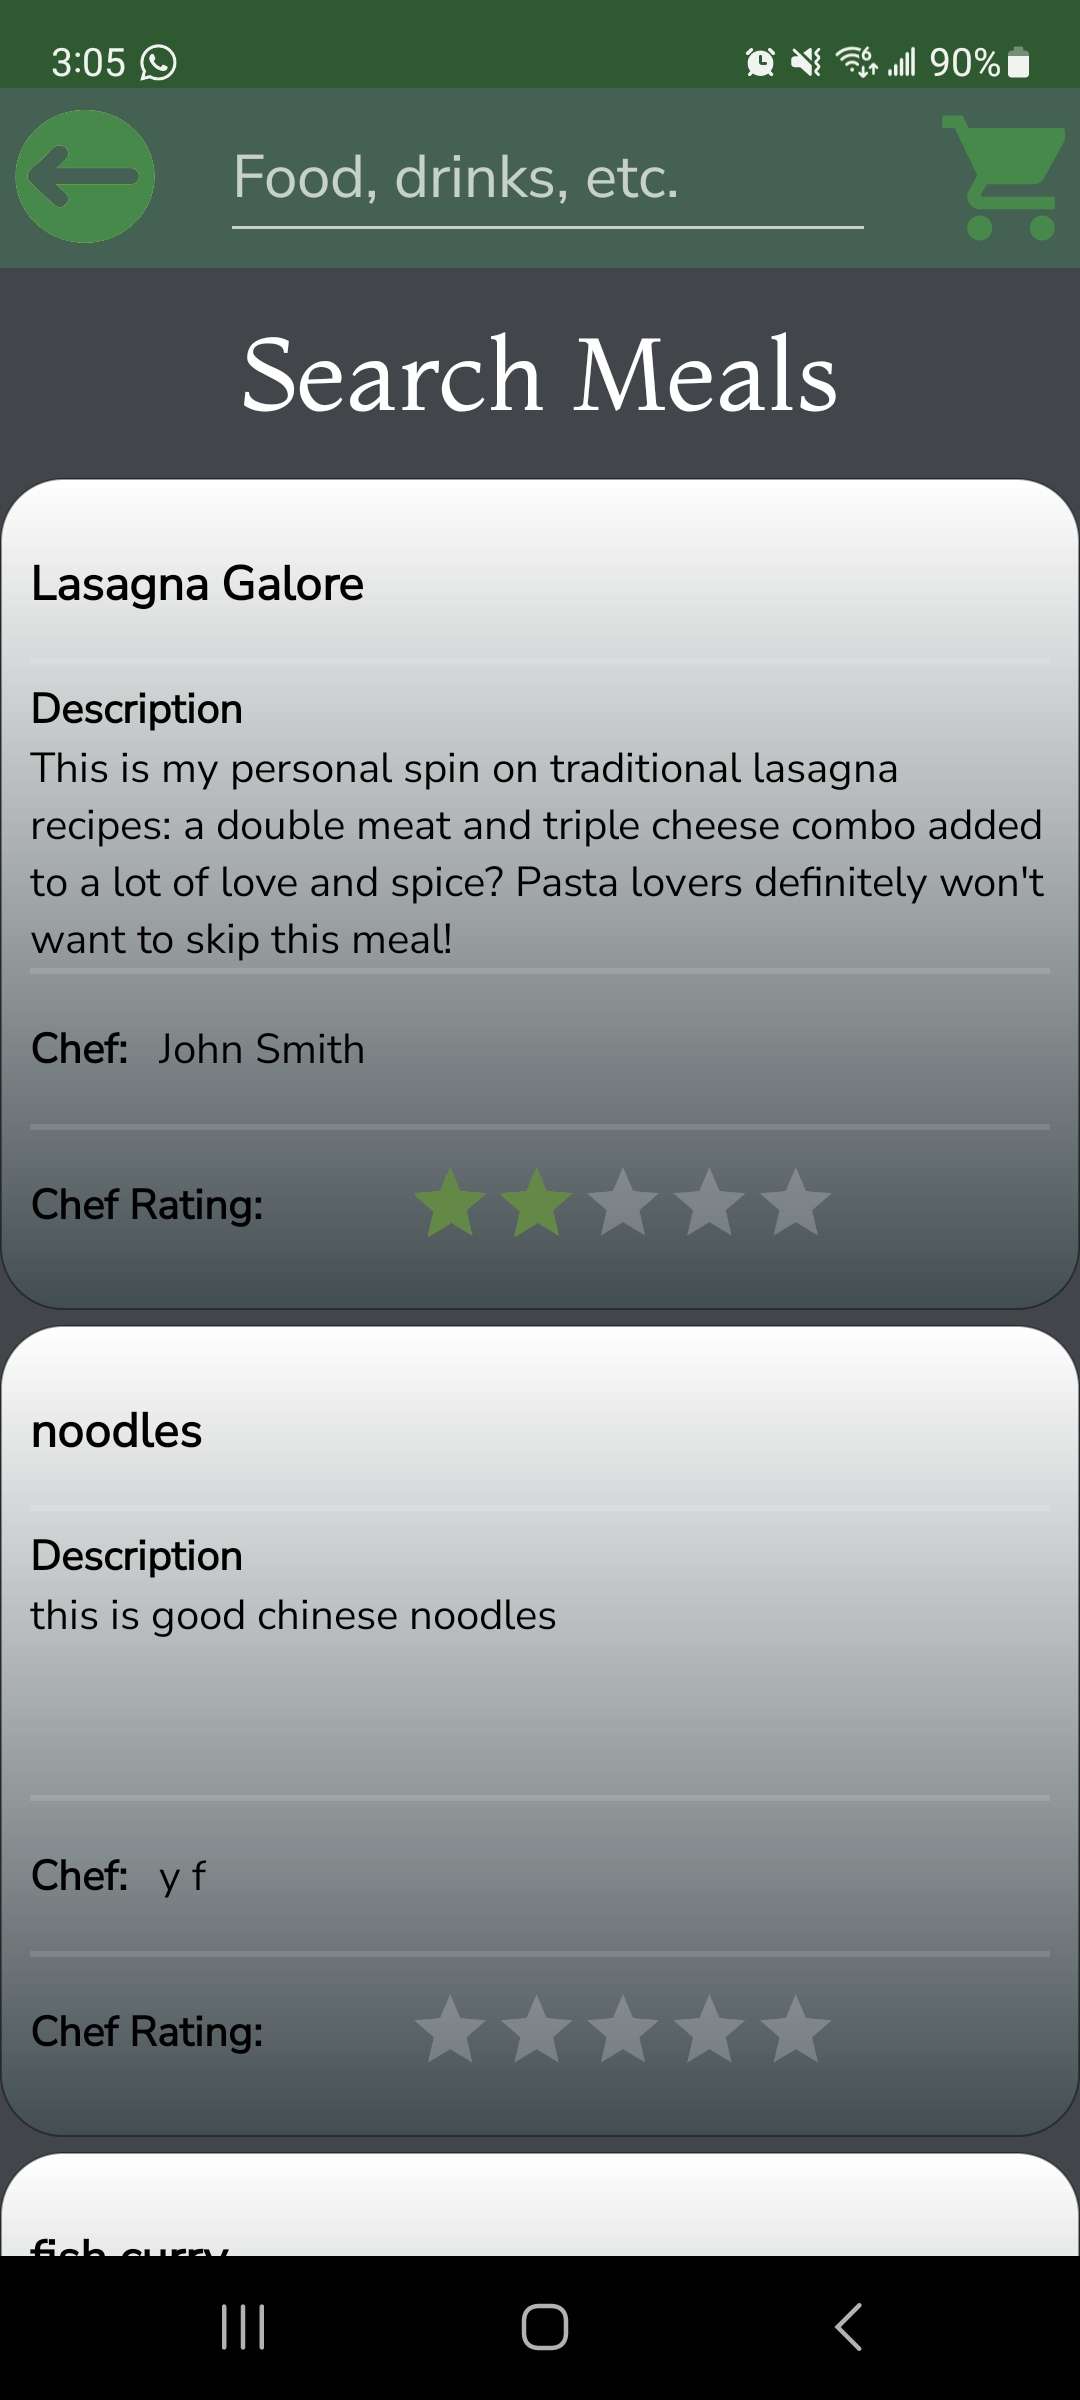 3:05
90%
Food, drinks, etc.
Search Meals
Lasagna Galore
Description
This is my personal spin on traditional lasagna
recipes: a double meat and triple cheese combo added
to a lot of love and spice? Pasta lovers definitely won't
want to skip this meal!
Chef: John Smith
Chef Rating:
noodles
Description
this is good chinese noodles
Chef: y f
Chef Rating:
fish curry